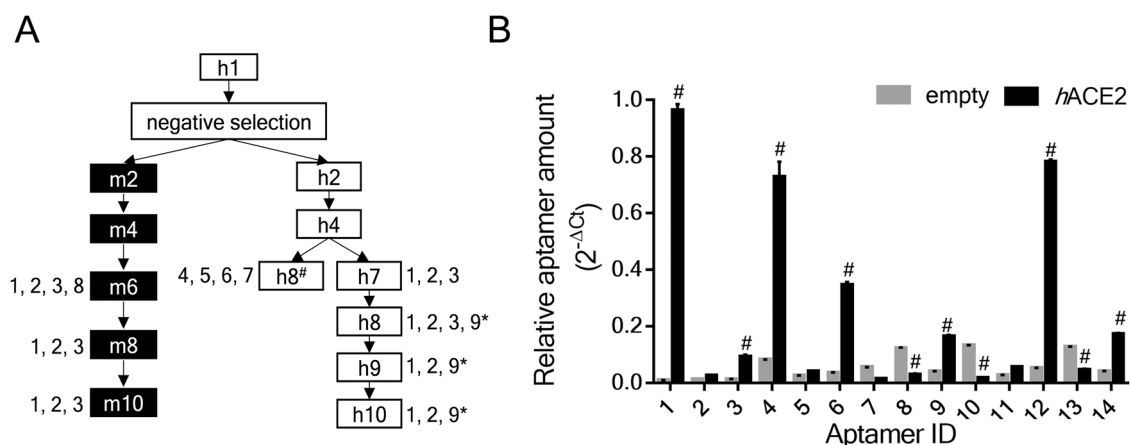 A
h1
negative selection
m2
h2
m4
h4
1, 2, 3, 8
m6
4, 5, 6, 7
h8#
h7
1, 2, 3
h8
1, 2, 3, 9*
1, 2, 3
m8
h9
1, 2, 9*
1, 2, 3
m10
h10
1, 2, 9*
B
empty
hACE2
Relative aptamer amount
(2-ΔCt)
1.0
0.8
0.6
0.4
0.2
0.0
# # # # # # # # # #
1 2 3 4 5 6 7 8 9 10 11 12 13 14
Aptamer ID